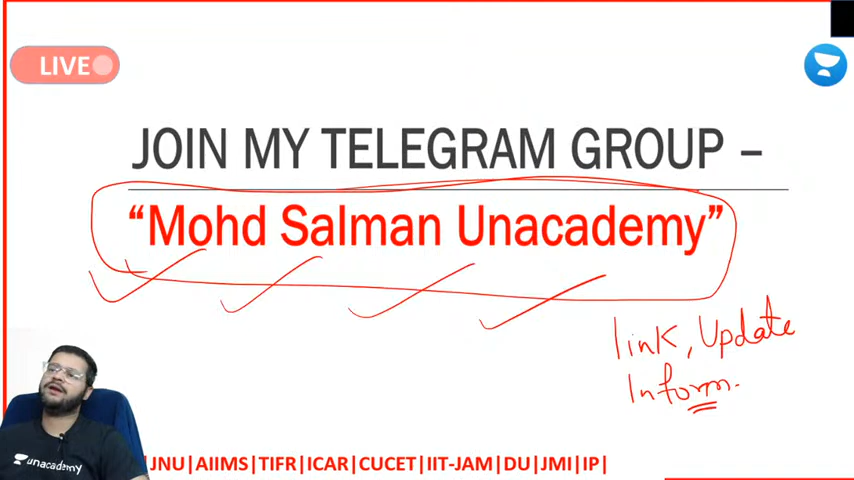 LIVE
JOIN MY TELEGRAM GROUP –
“Mohd Salman Unacademy”
link, Update
Inform.
unacademy
|JNU|AIIMS|TIFR|ICAR|CUCET|IIT-JAM|DU|JMI|IP|